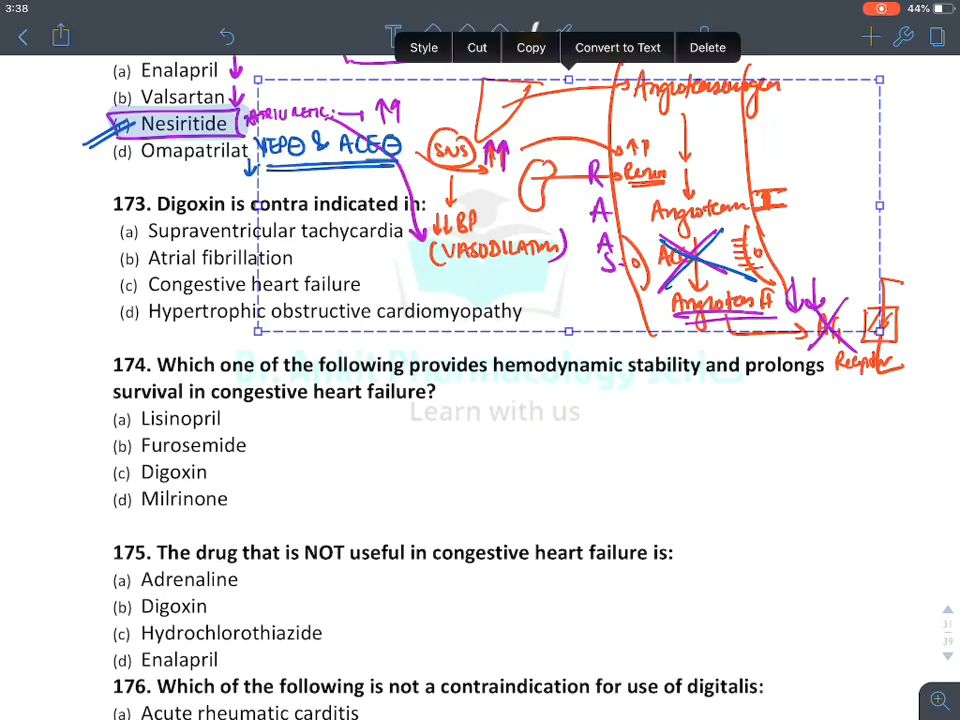 3:38
44%
Style Cut Copy Convert to Text Delete
(a) Enalapril
(b) Valsartan
(c) Nesiritide
(d) Omapatrilat
NEP⊖ & ACE⊖
SNS
↓↓ BP
(VASODILATION)
Angiotensinogen
Renin
R
A
A
S
Angiotensin I
ACE
Angioten II
AT1
Receptor
173. Digoxin is contra indicated in:
(a) Supraventricular tachycardia
(b) Atrial fibrillation
(c) Congestive heart failure
(d) Hypertrophic obstructive cardiomyopathy
174. Which one of the following provides hemodynamic stability and prolongs
survival in congestive heart failure?
(a) Lisinopril
(b) Furosemide
(c) Digoxin
(d) Milrinone
Learn with us
175. The drug that is NOT useful in congestive heart failure is:
(a) Adrenaline
(b) Digoxin
(c) Hydrochlorothiazide
(d) Enalapril
176. Which of the following is not a contraindication for use of digitalis:
(a) Acute rheumatic carditis
31
39